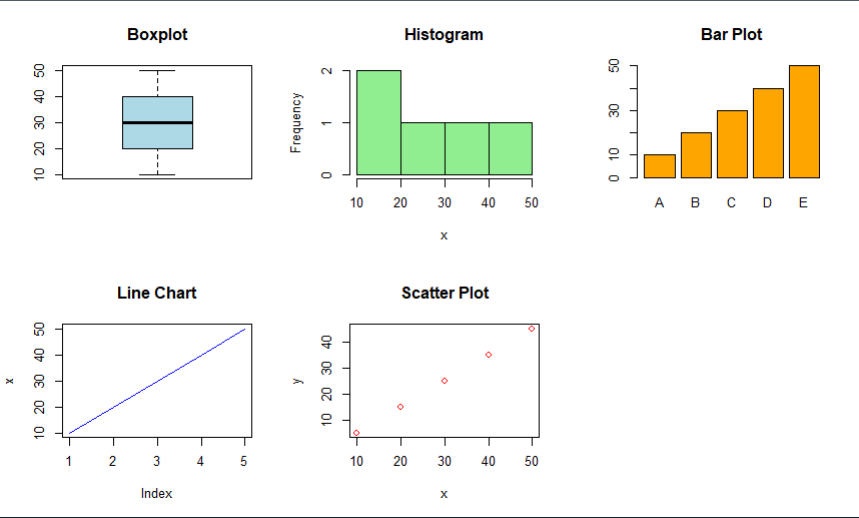 Boxplot
10 20 30 40 50
Histogram
Frequency
0 1 2
10 20 30 40 50
x
Bar Plot
0 10 30 50
A B C D E
Line Chart
x
10 20 30 40 50
1 2 3 4 5
Index
Scatter Plot
y
10 20 30 40
10 20 30 40 50
x